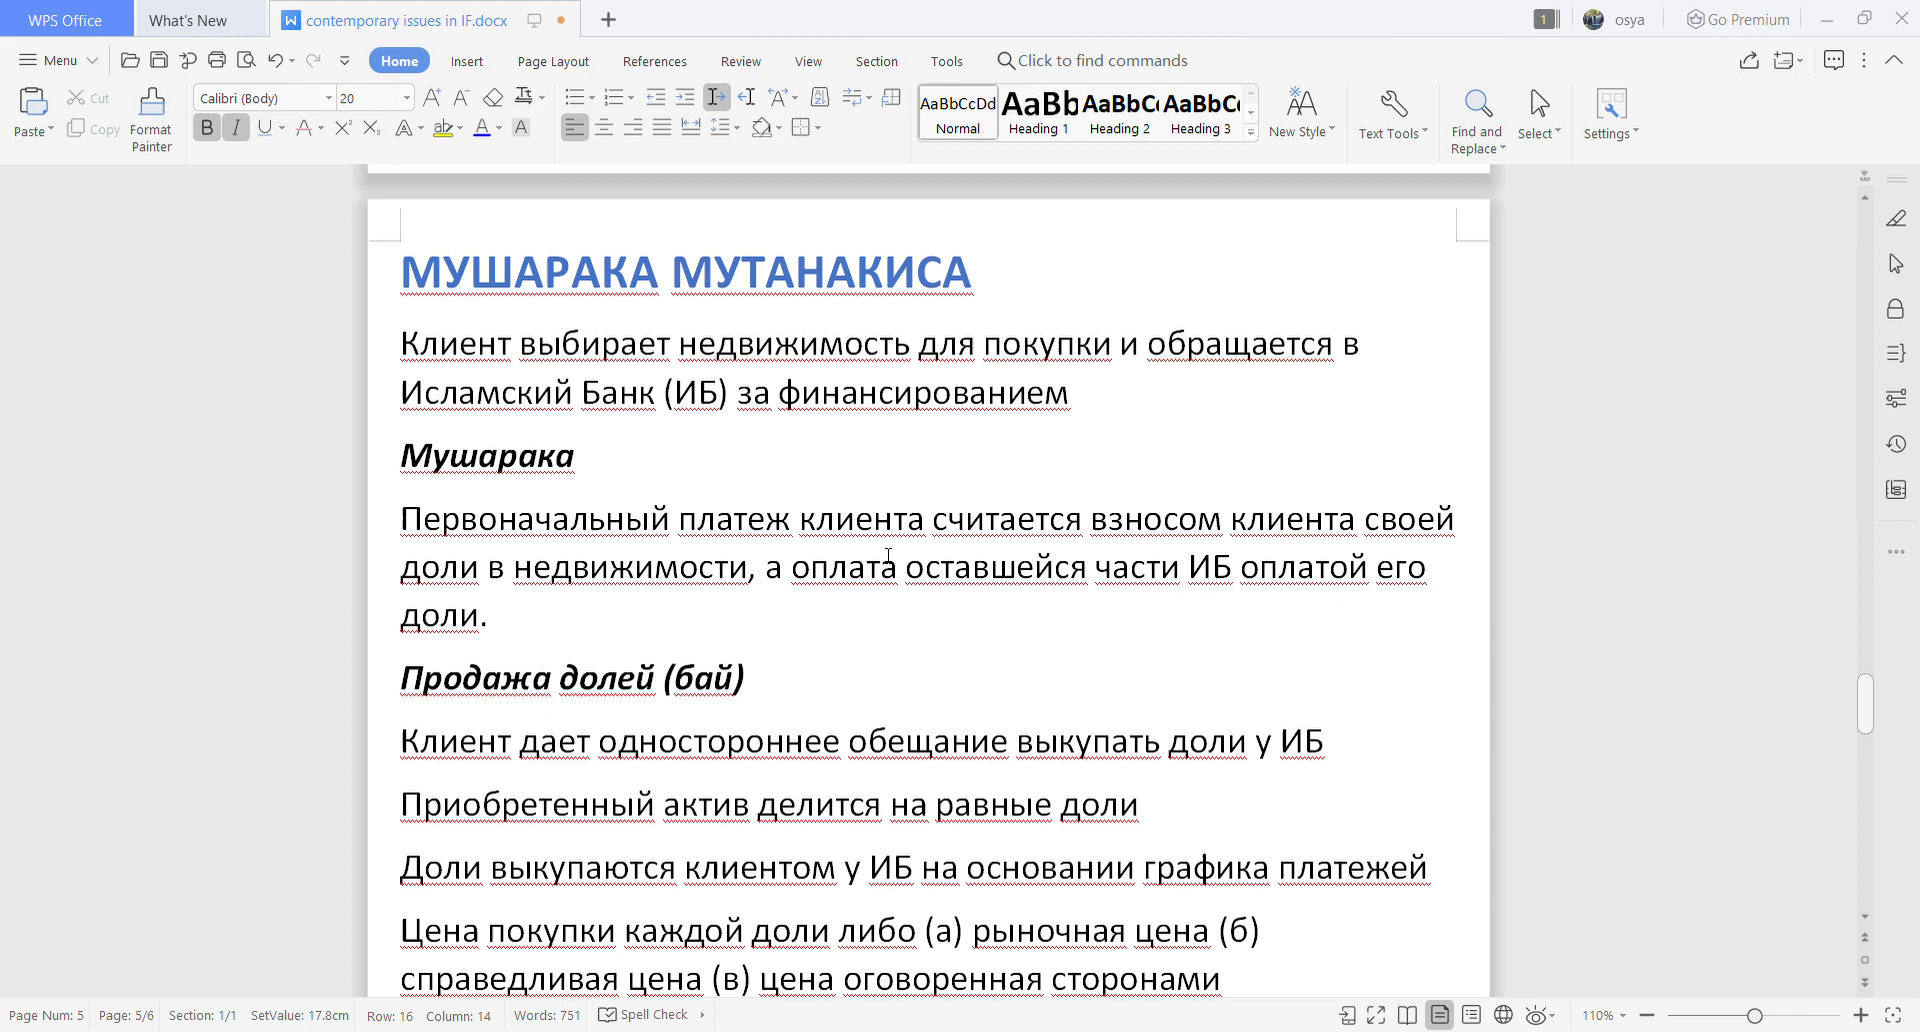 WPS Office What's New contemporary issues in IF.docx 1 osya Go Premium
Menu Home Insert Page Layout References Review View Section Tools Click to find commands
Paste Cut Copy Format Painter Calibri (Body) 20 AaBbCcDd Normal AaBb Heading 1 AaBbC Heading 2 AaBbC Heading 3 New Style Text Tools Find and Replace Select Settings
МУШАРАКА МУТАНАКИСА
Клиент выбирает недвижимость для покупки и обращается в
Исламский Банк (ИБ) за финансированием
Мушарака
Первоначальный платеж клиента считается взносом клиента своей
доли в недвижимости, а оплата оставшейся части ИБ оплатой его
доли.
Продажа долей (бай)
Клиент дает одностороннее обещание выкупать доли у ИБ
Приобретенный актив делится на равные доли
Доли выкупаются клиентом у ИБ на основании графика платежей
Цена покупки каждой доли либо (а) рыночная цена (б)
справедливая цена (в) цена оговоренная сторонами
Page Num: 5 Page: 5/6 Section: 1/1 SetValue: 17.8cm Row: 16 Column: 14 Words: 751 Spell Check 110%